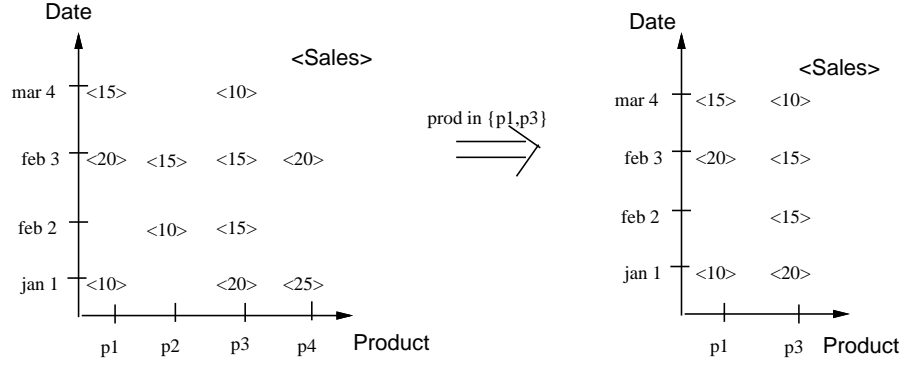 Date
<Sales>
mar 4 <15> <10>
feb 3 <20> <15> <15> <20>
feb 2 <10> <15>
jan 1 <10> <20> <25>
p1 p2 p3 p4 Product
prod in {p1,p3}
Date
<Sales>
mar 4 <15> <10>
feb 3 <20> <15>
feb 2 <15>
jan 1 <10> <20>
p1 p3 Product